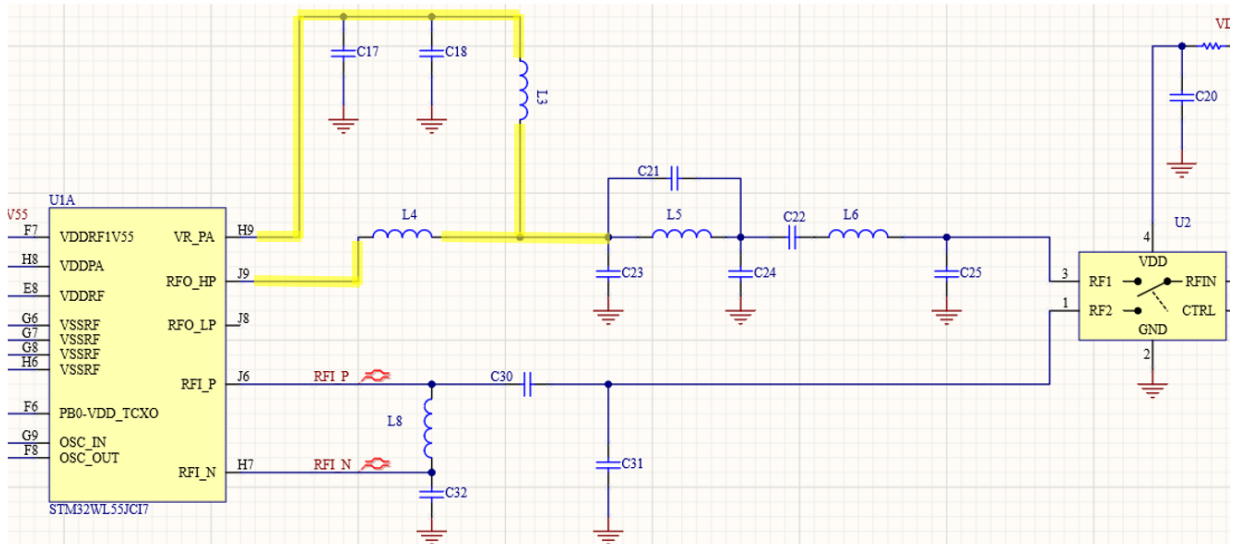 VD
C17
C18
L3
C20
C21
U1A
V55
L4
L5
C22
L6
U2
F7
VDDRF1V55
VR_PA
H9
4
VDD
H8
VDDPA
RFO_HP
J9
C23
C24
C25
3
RF1
RFIN
E8
VDDRF
1
RF2
CTRL
G6
VSSRF
RFO_LP
J8
GND
G7
VSSRF
G8
VSSRF
2
H6
VSSRF
RFI_P
J6
RFI_P
C30
F6
PB0-VDD_TCXO
L8
G9
OSC_IN
F8
OSC_OUT
RFI_N
H7
RFI_N
C31
C32
STM32WL55JCI7